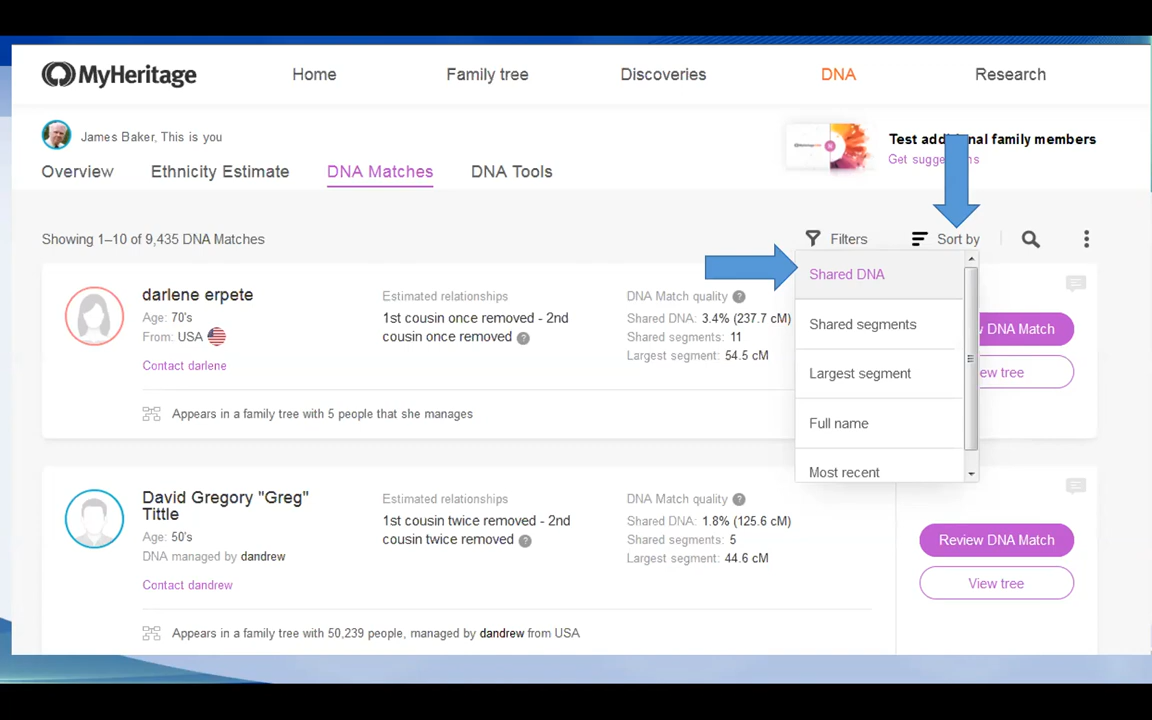 MyHeritage
Home
Family tree
Discoveries
DNA
Research
James Baker, This is you
Test additional family members
Get suggestions
Overview
Ethnicity Estimate
DNA Matches
DNA Tools
Showing 1–10 of 9,435 DNA Matches
Filters
Sort by
Shared DNA
Shared segments
Largest segment
Full name
Most recent
darlene erpete
Age: 70's
From: USA
Contact darlene
Estimated relationships
1st cousin once removed - 2nd
cousin once removed ?
DNA Match quality ?
Shared DNA: 3.4% (237.7 cM)
Shared segments: 11
Largest segment: 54.5 cM
DNA Match
ew tree
Appears in a family tree with 5 people that she manages
David Gregory "Greg"
Tittle
Age: 50's
DNA managed by dandrew
Contact dandrew
Estimated relationships
1st cousin twice removed - 2nd
cousin twice removed ?
DNA Match quality ?
Shared DNA: 1.8% (125.6 cM)
Shared segments: 5
Largest segment: 44.6 cM
Review DNA Match
View tree
Appears in a family tree with 50,239 people, managed by dandrew from USA